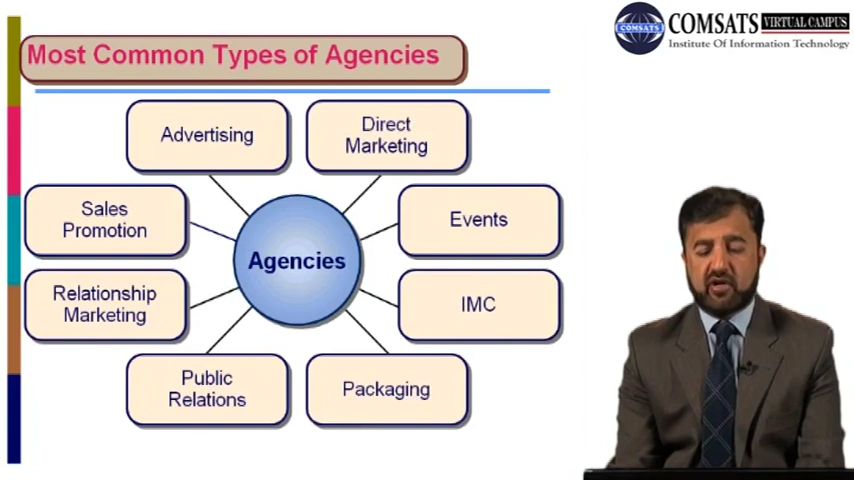 COMSATS VIRTUAL CAMPUS
Institute Of Information Technology
Most Common Types of Agencies
Advertising
Direct
Marketing
Sales
Promotion
Events
Agencies
Relationship
Marketing
IMC
Public
Relations
Packaging